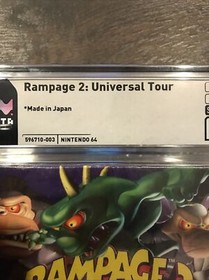 Rampage 2: Universal Tour
*Made in Japan
596710-003 NINTENDO 64
RAMPAGE 2